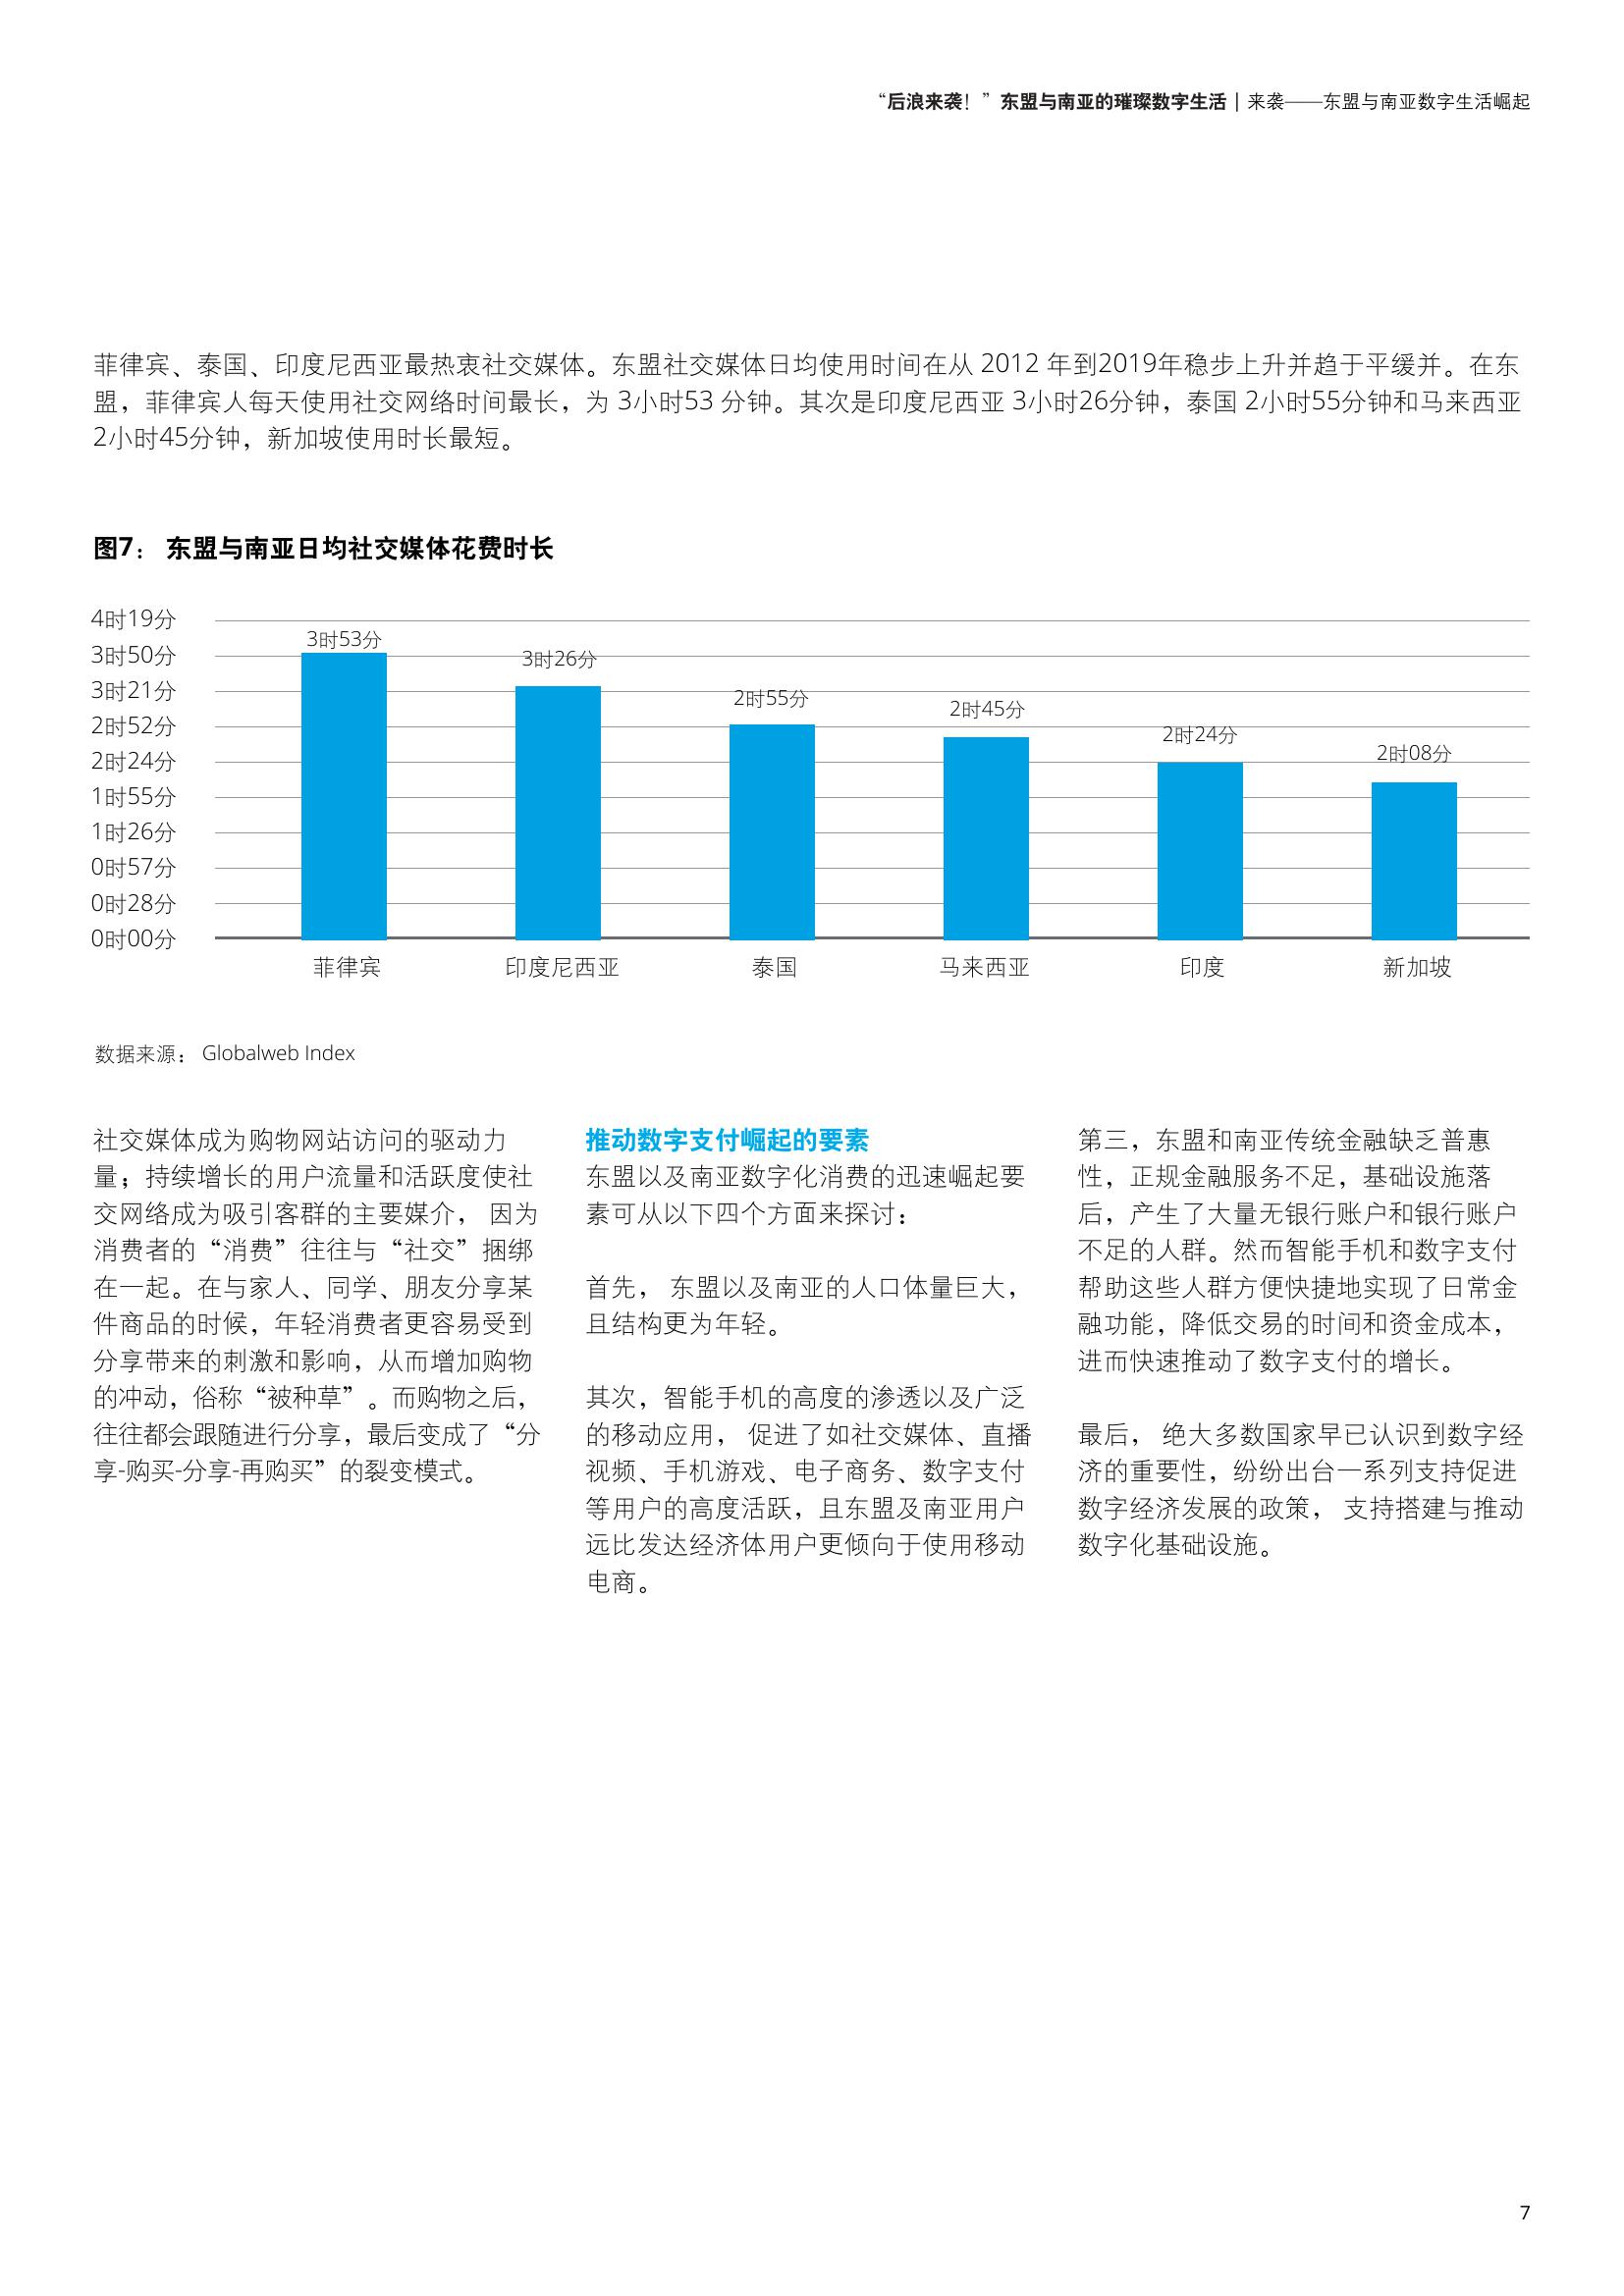 “后浪来袭！”东盟与南亚的璀璨数字生活 | 来袭——东盟与南亚数字生活崛起
菲律宾、泰国、印度尼西亚最热衷社交媒体。东盟社交媒体日均使用时间在从 2012 年到2019年稳步上升并趋于平缓并。在东
盟，菲律宾人每天使用社交网络时间最长，为 3小时53 分钟。其次是印度尼西亚 3小时26分钟，泰国 2小时55分钟和马来西亚
2小时45分钟，新加坡使用时长最短。
图7： 东盟与南亚日均社交媒体花费时长
4时19分
3时50分
3时21分
2时52分
2时24分
1时55分
1时26分
0时57分
0时28分
0时00分
3时53分
3时26分
2时55分
2时45分
2时24分
2时08分
菲律宾
印度尼西亚
泰国
马来西亚
印度
新加坡
数据来源： Globalweb Index
社交媒体成为购物网站访问的驱动力
量；持续增长的用户流量和活跃度使社
交网络成为吸引客群的主要媒介， 因为
消费者的“消费”往往与“社交”捆绑
在一起。在与家人、同学、朋友分享某
件商品的时候，年轻消费者更容易受到
分享带来的刺激和影响，从而增加购物
的冲动，俗称“被种草”。而购物之后，
往往都会跟随进行分享，最后变成了“分
享-购买-分享-再购买”的裂变模式。
推动数字支付崛起的要素
东盟以及南亚数字化消费的迅速崛起要
素可从以下四个方面来探讨：
首先， 东盟以及南亚的人口体量巨大，
且结构更为年轻。
其次，智能手机的高度的渗透以及广泛
的移动应用， 促进了如社交媒体、直播
视频、手机游戏、电子商务、数字支付
等用户的高度活跃，且东盟及南亚用户
远比发达经济体用户更倾向于使用移动
电商。
第三，东盟和南亚传统金融缺乏普惠
性，正规金融服务不足，基础设施落
后，产生了大量无银行账户和银行账户
不足的人群。然而智能手机和数字支付
帮助这些人群方便快捷地实现了日常金
融功能，降低交易的时间和资金成本，
进而快速推动了数字支付的增长。
最后， 绝大多数国家早已认识到数字经
济的重要性，纷纷出台一系列支持促进
数字经济发展的政策， 支持搭建与推动
数字化基础设施。
7